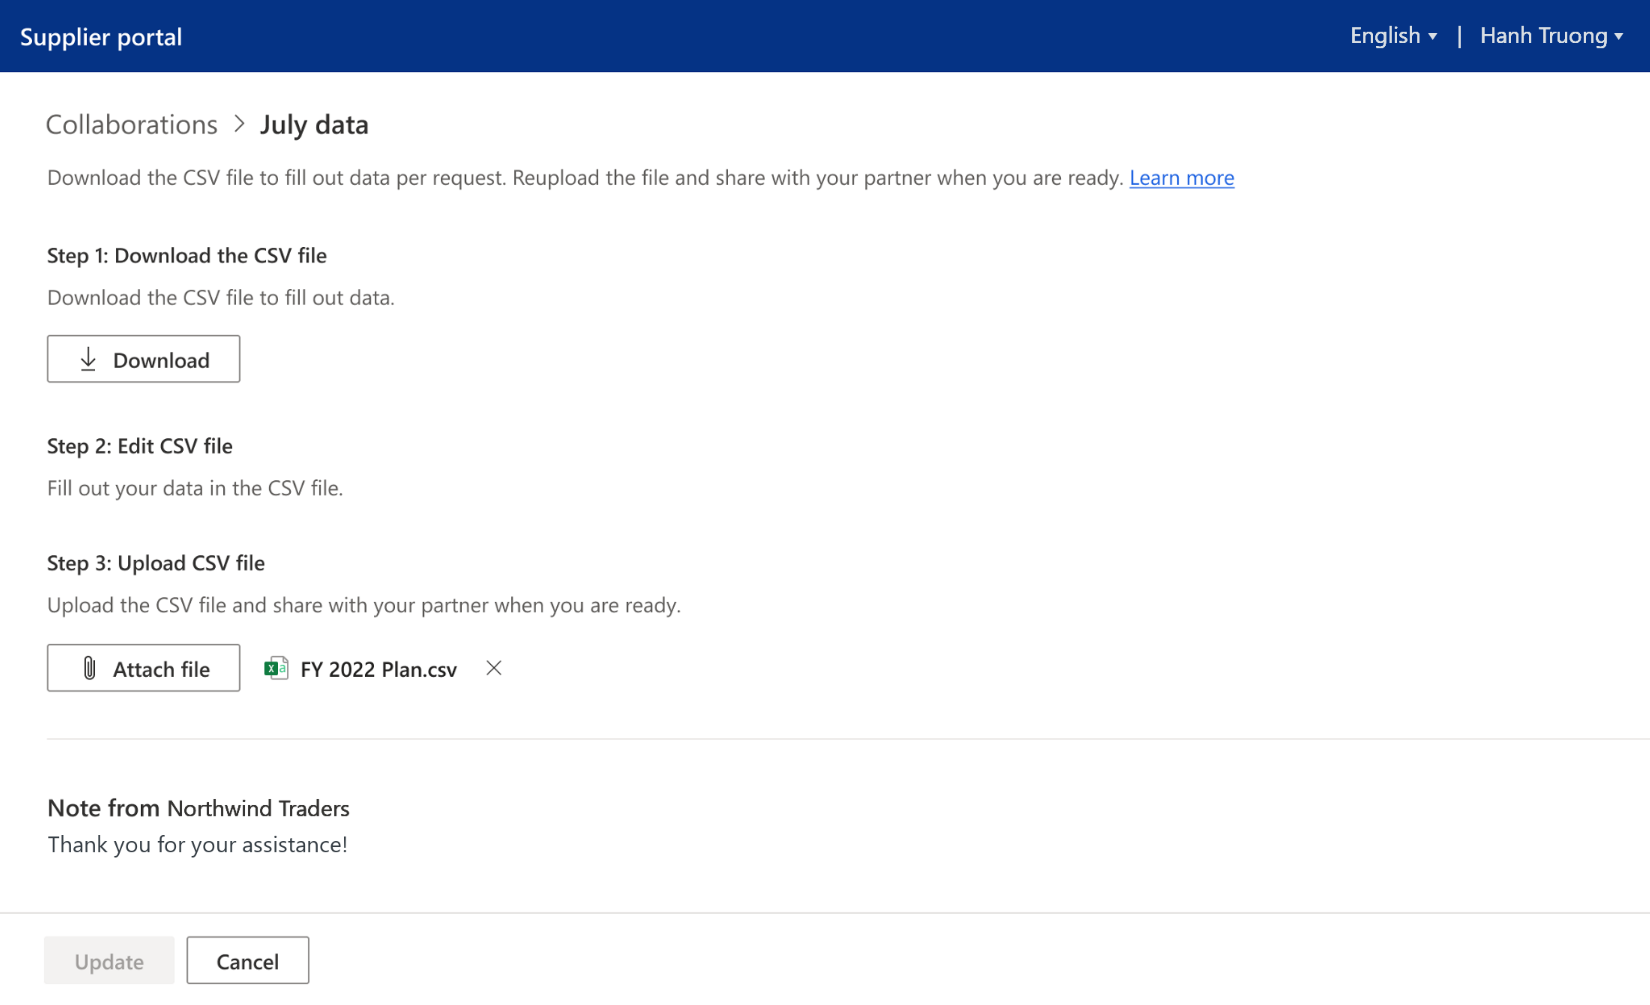 Supplier portal
English | Hanh Truong
Collaborations > July data
Download the CSV file to fill out data per request. Reupload the file and share with your partner when you are ready. Learn more
Step 1: Download the CSV file
Download the CSV file to fill out data.
Download
Step 2: Edit CSV file
Fill out your data in the CSV file.
Step 3: Upload CSV file
Upload the CSV file and share with your partner when you are ready.
Attach file FY 2022 Plan.csv
Note from Northwind Traders
Thank you for your assistance!
Update Cancel